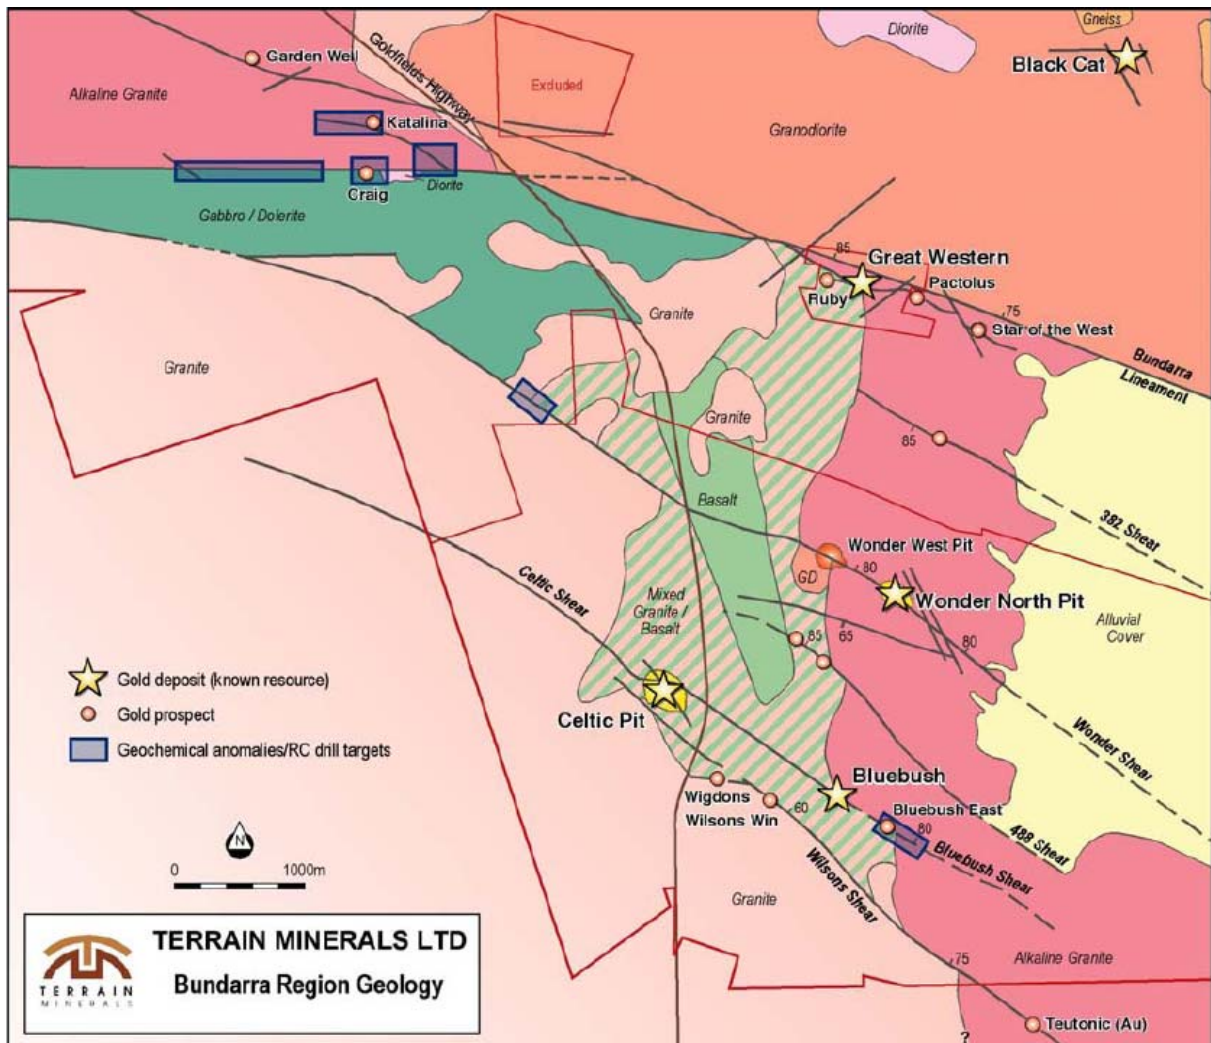 Gneiss
Diorite
Black Cat
Garden Well
Goldfields Highway
Excluded
Alkaline Granite
Katalina
Granodiorite
Craig
Diorite
Gabbro / Dolerite
85
Great Western
Ruby
Pactolus
75
Star of the West
Granite
Granite
Bundarra
Lineament
Granite
85
Basalt
382 Shear
Wonder West Pit
GD
80
Wonder North Pit
Celtic Shear
Mixed
Granite /
Basalt
85
65
80
Alluvial
Cover
Gold deposit (known resource)
Gold prospect
Geochemical anomalies/RC drill targets
Celtic Pit
Wonder Shear
Bluebush
Wigdons
Wilsons Win
60
Bluebush East
80
Bluebush Shear
488 Shear
Wilsons Shear
N
0
1000m
Granite
75
Alkaline Granite
TERRAIN MINERALS LTD
Bundarra Region Geology
TERRAIN
MINERALS
Teutonic (Au)
?